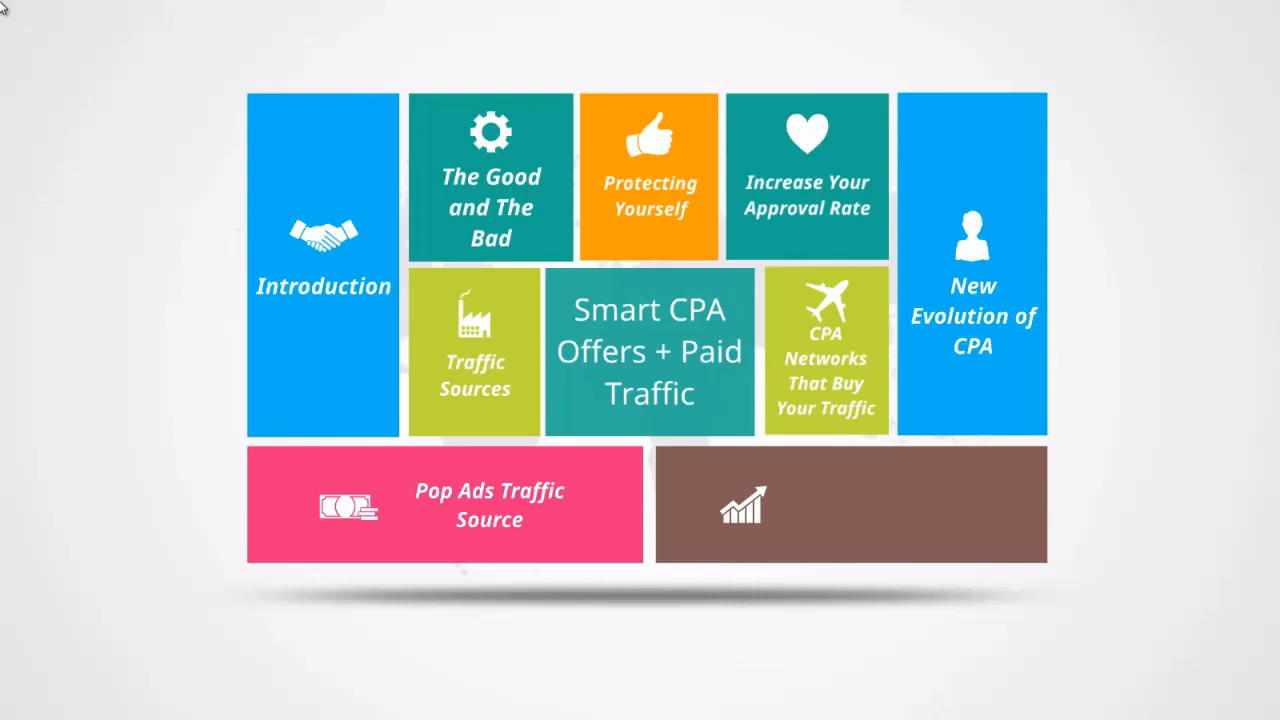 Introduction
The Good
and The
Bad
Protecting
Yourself
Increase Your
Approval Rate
New
Evolution of
CPA
Traffic
Sources
Smart CPA
Offers + Paid
Traffic
CPA
Networks
That Buy
Your Traffic
Pop Ads Traffic
Source